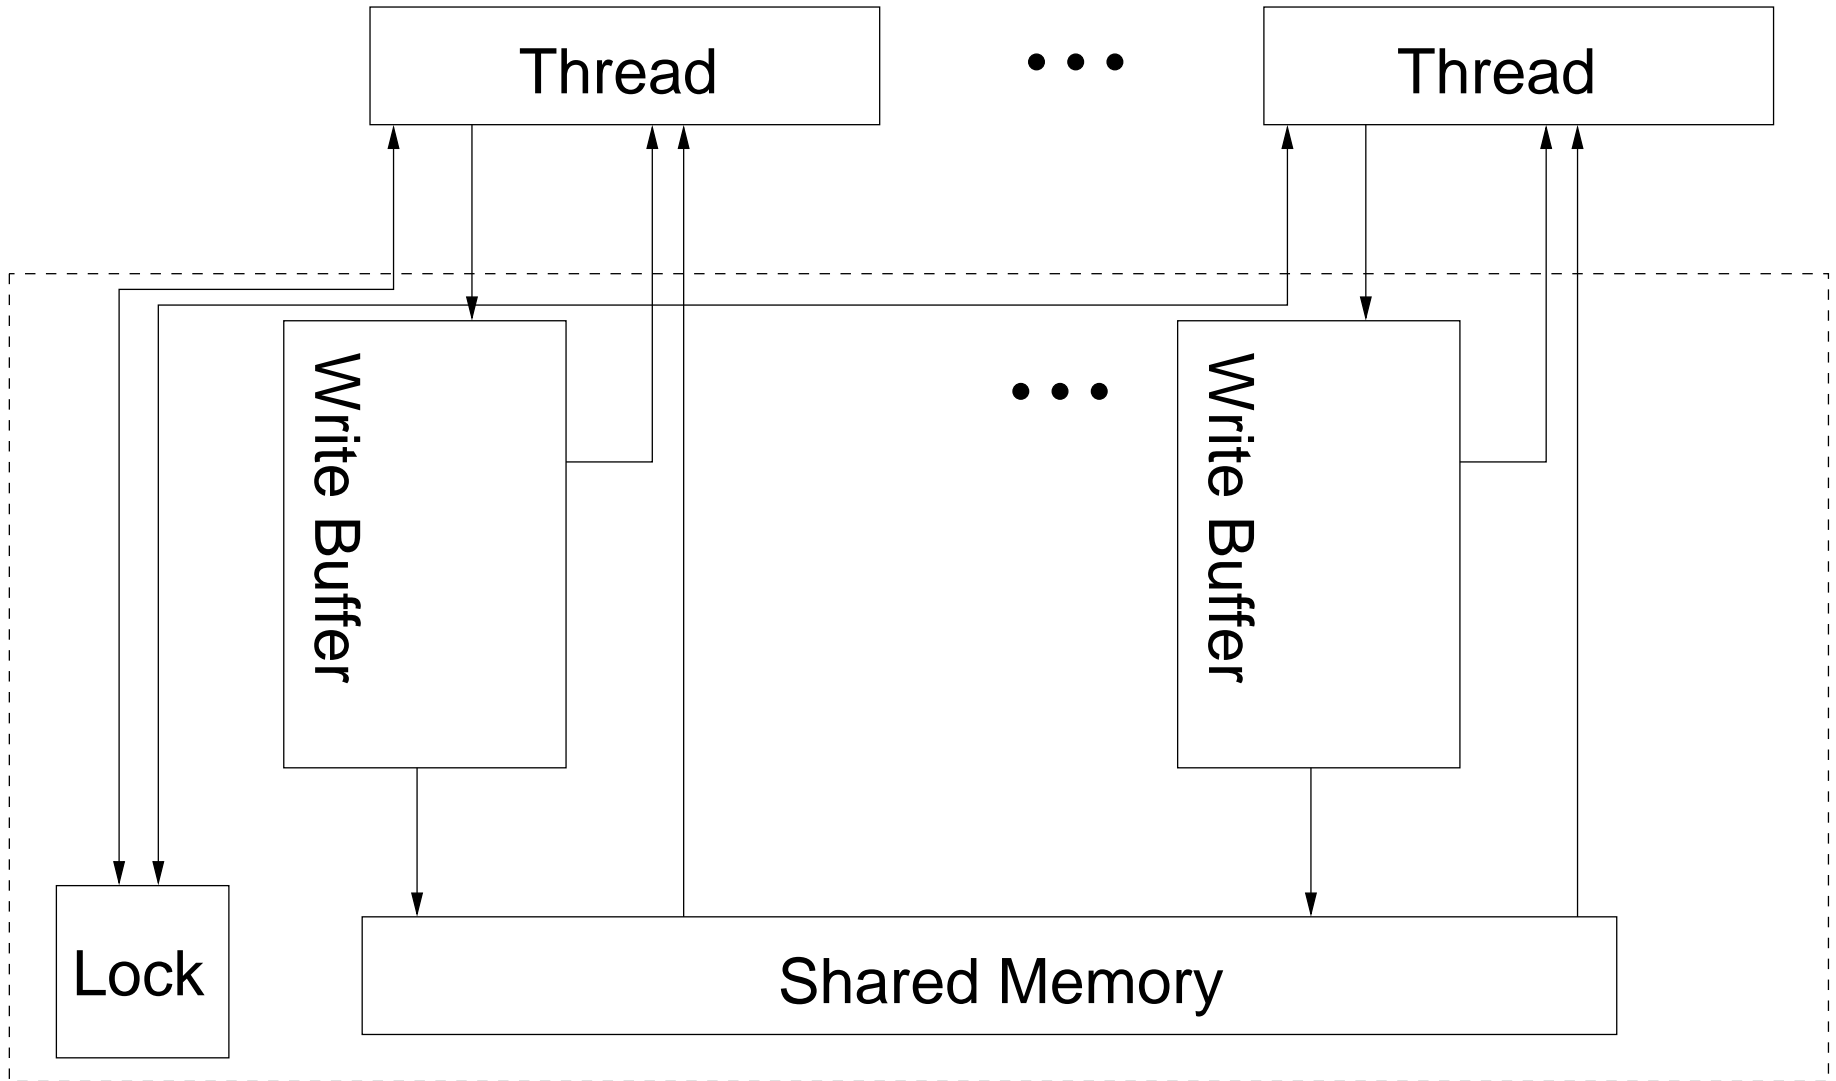 Thread
Thread
Write Buffer
Write Buffer
Lock
Shared Memory